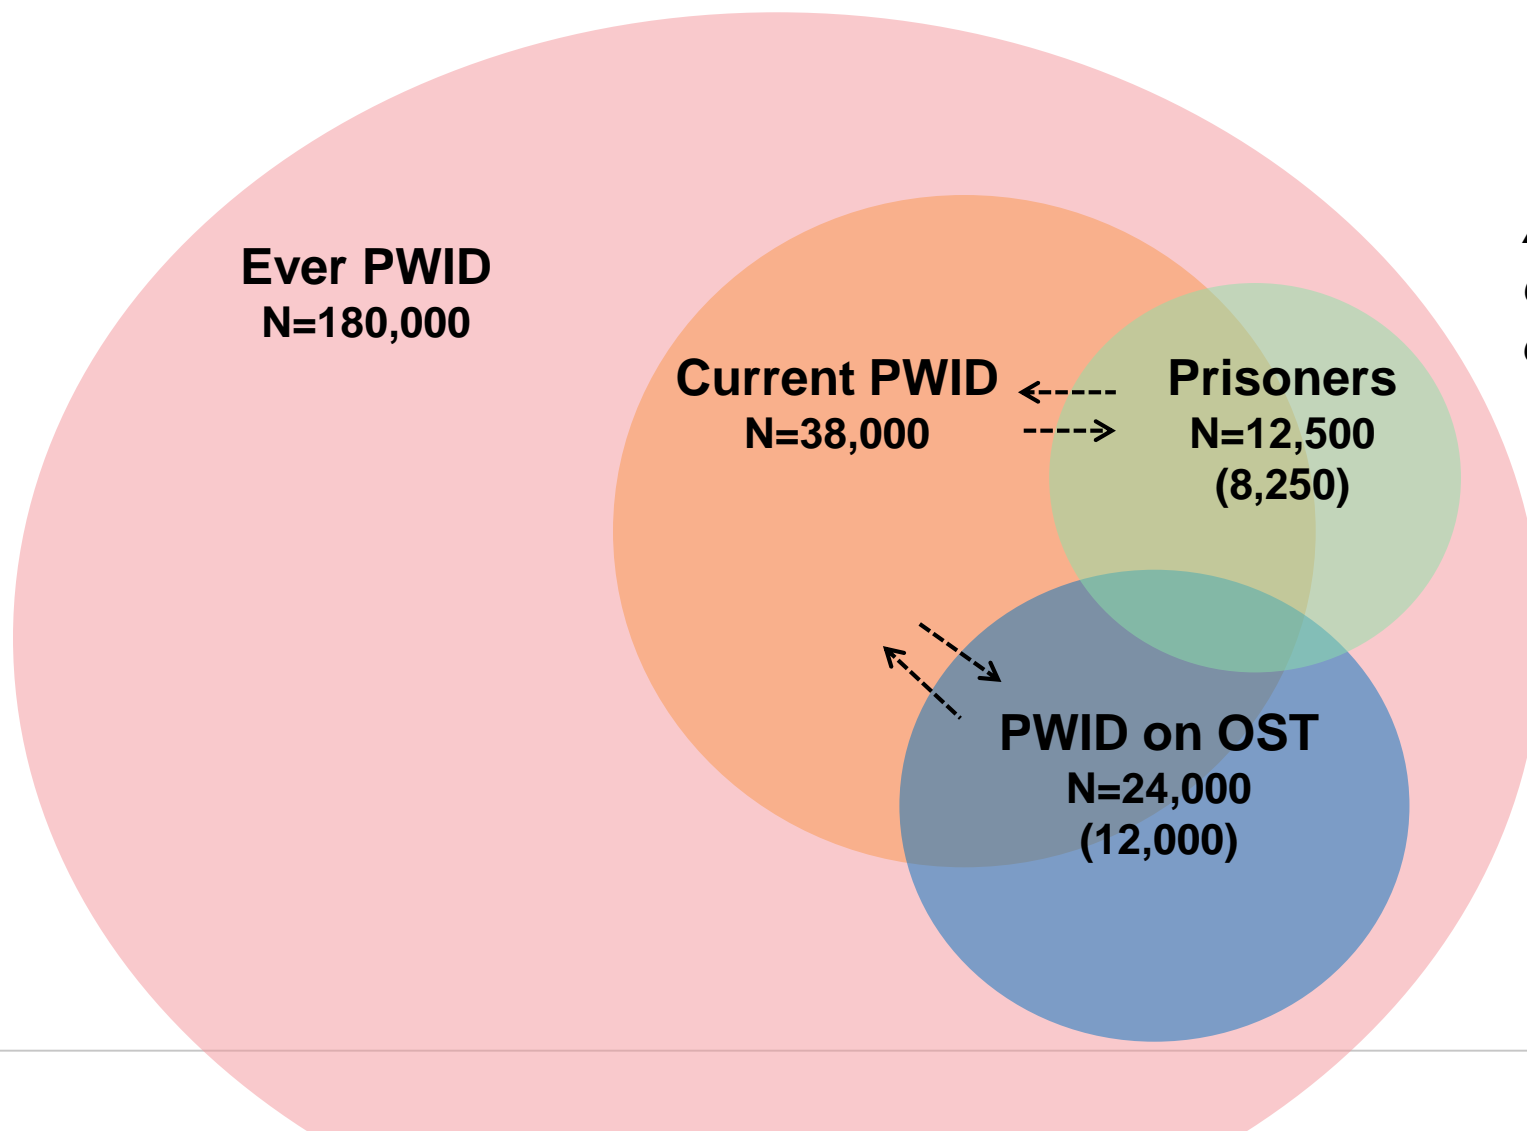 Ever PWID
N=180,000
Current PWID
N=38,000
Prisoners
N=12,500
(8,250)
PWID on OST
N=24,000
(12,000)